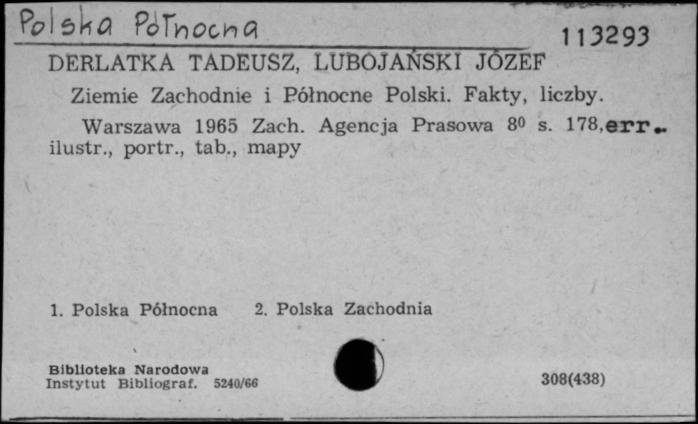 Polska Północna
113293
DERLATKA TADEUSZ, LUBOJAŃSKI JÓZEF
Ziemie Zachodnie i Północne Polski. Fakty, liczby.
Warszawa 1965 Zach. Agencja Prasowa 8⁰ s. 178,err.
ilustr., portr., tab., mapy
1. Polska Północna 2. Polska Zachodnia
Biblioteka Narodowa
Instytut Bibliograf. 5240/66
308(438)